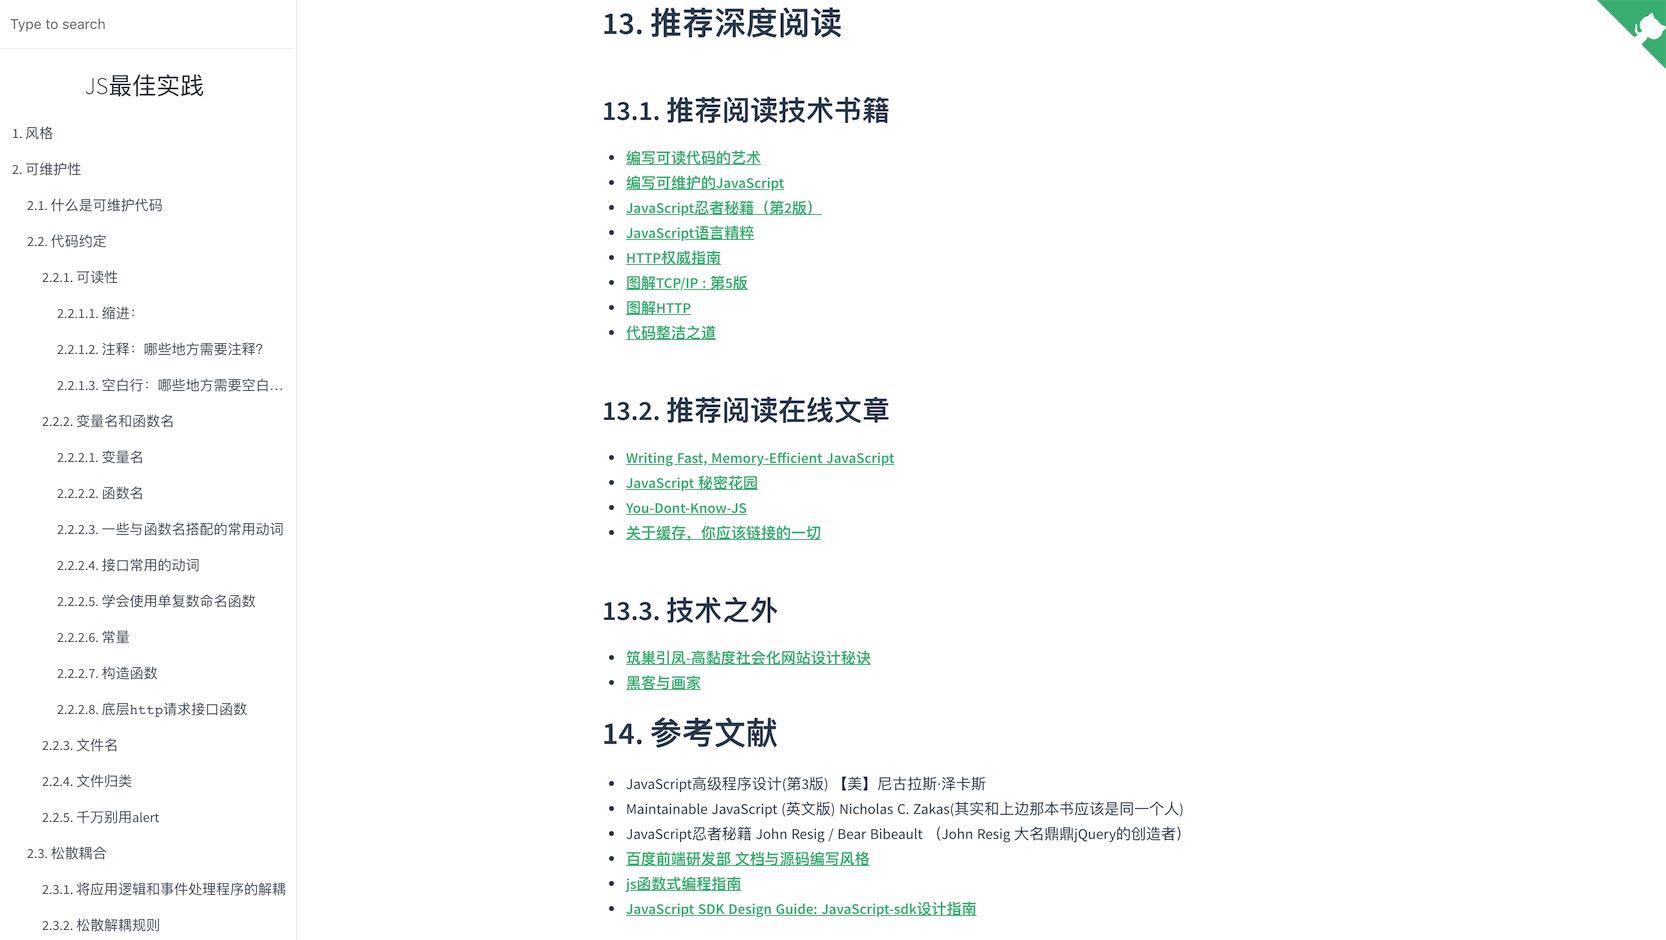 Type to search
JS最佳实践
1. 风格
2. 可维护性
2.1. 什么是可维护代码
2.2. 代码约定
2.2.1. 可读性
2.2.1.1. 缩进：
2.2.1.2. 注释：哪些地方需要注释？
2.2.1.3. 空白行：哪些地方需要空白...
2.2.2. 变量名和函数名
2.2.2.1. 变量名
2.2.2.2. 函数名
2.2.2.3. 一些与函数名搭配的常用动词
2.2.2.4. 接口常用的动词
2.2.2.5. 学会使用单复数命名函数
2.2.2.6. 常量
2.2.2.7. 构造函数
2.2.2.8. 底层http请求接口函数
2.2.3. 文件名
2.2.4. 文件归类
2.2.5. 千万别用alert
2.3. 松散耦合
2.3.1. 将应用逻辑和事件处理程序的解耦
2.3.2. 松散解耦规则
13. 推荐深度阅读
13.1. 推荐阅读技术书籍
编写可读代码的艺术
编写可维护的JavaScript
JavaScript忍者秘籍（第2版）
JavaScript语言精粹
HTTP权威指南
图解TCP/IP : 第5版
图解HTTP
代码整洁之道
13.2. 推荐阅读在线文章
Writing Fast, Memory-Efficient JavaScript
JavaScript 秘密花园
You-Dont-Know-JS
关于缓存，你应该链接的一切
13.3. 技术之外
筑巢引凤-高黏度社会化网站设计秘诀
黑客与画家
14. 参考文献
JavaScript高级程序设计(第3版) 【美】尼古拉斯·泽卡斯
Maintainable JavaScript (英文版) Nicholas C. Zakas(其实和上边那本书应该是同一个人)
JavaScript忍者秘籍 John Resig / Bear Bibeault （John Resig 大名鼎鼎jQuery的创造者）
百度前端研发部 文档与源码编写风格
js函数式编程指南
JavaScript SDK Design Guide: JavaScript-sdk设计指南